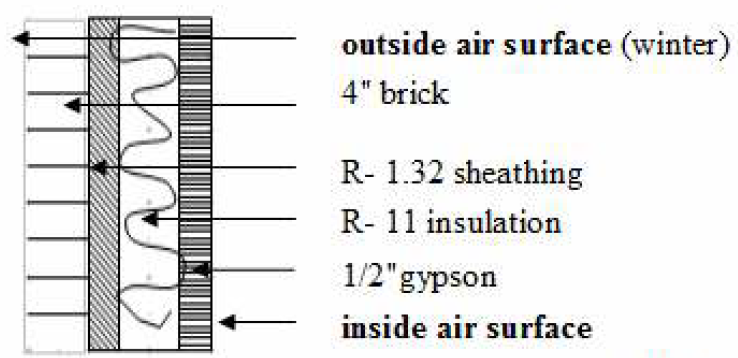 outside air surface (winter)
4" brick
R- 1.32 sheathing
R- 11 insulation
1/2"gypson
inside air surface